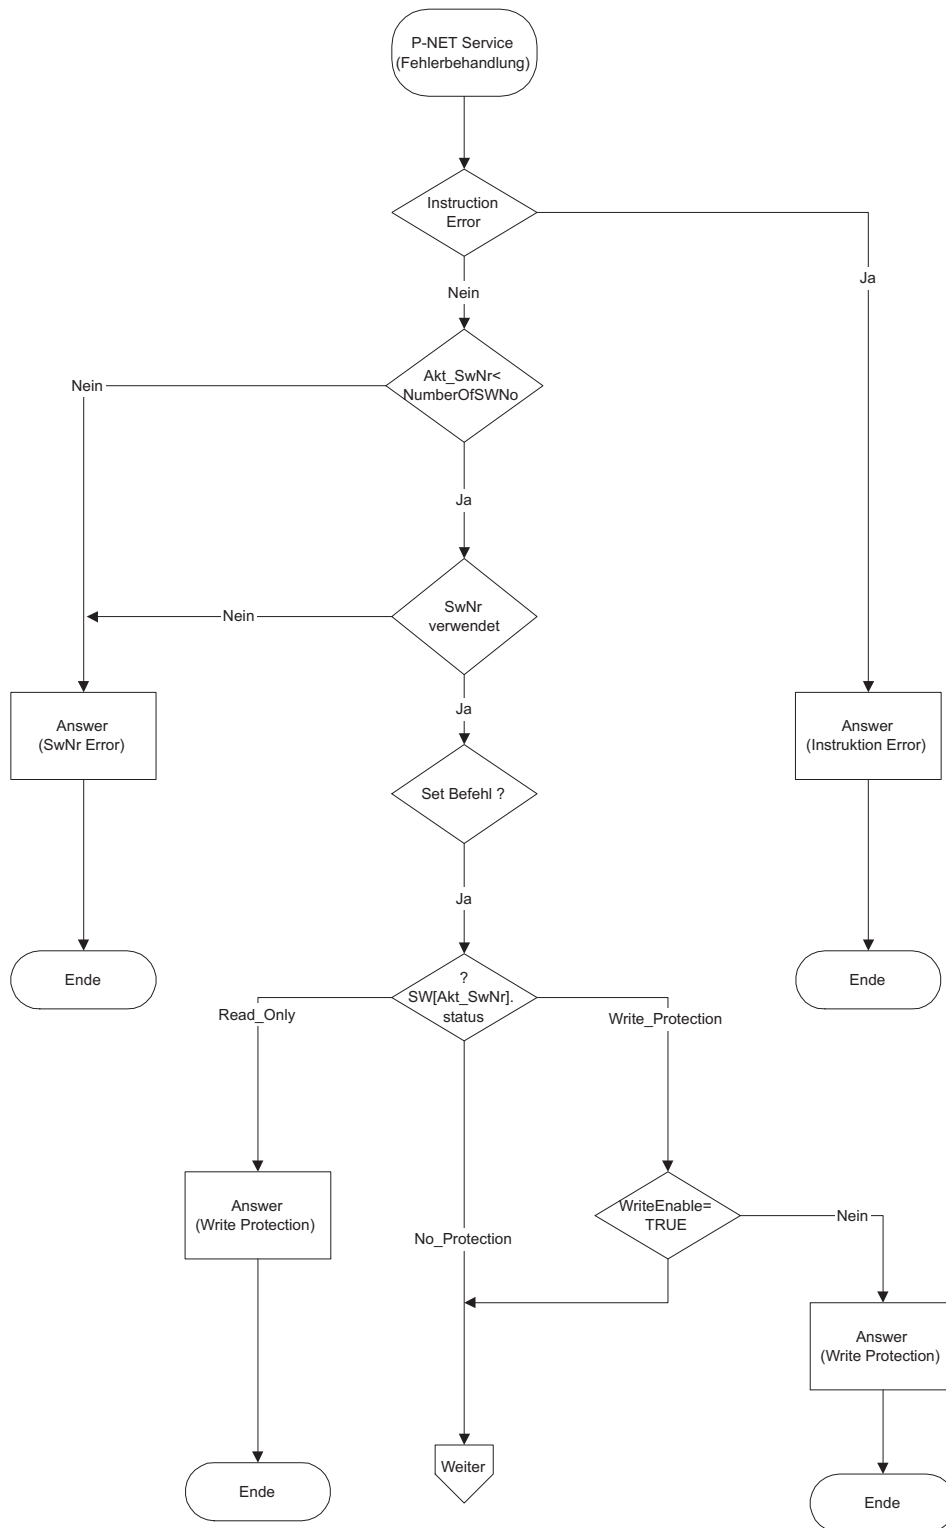 P-NET Service
(Fehlerbehandlung)
Instruction
Error
Ja
Nein
Akt_SwNr<
NumberOfSWNo
Nein
Ja
SwNr
verwendet
Nein
Ja
Answer
(SwNr Error)
Answer
(Instruktion Error)
Set Befehl ?
Ja
Ende
?
SW[Akt_SwNr].
status
Ende
Read_Only
Write_Protection
Answer
(Write Protection)
WriteEnable=
TRUE
Nein
No_Protection
Answer
(Write Protection)
Weiter
Ende
Ende